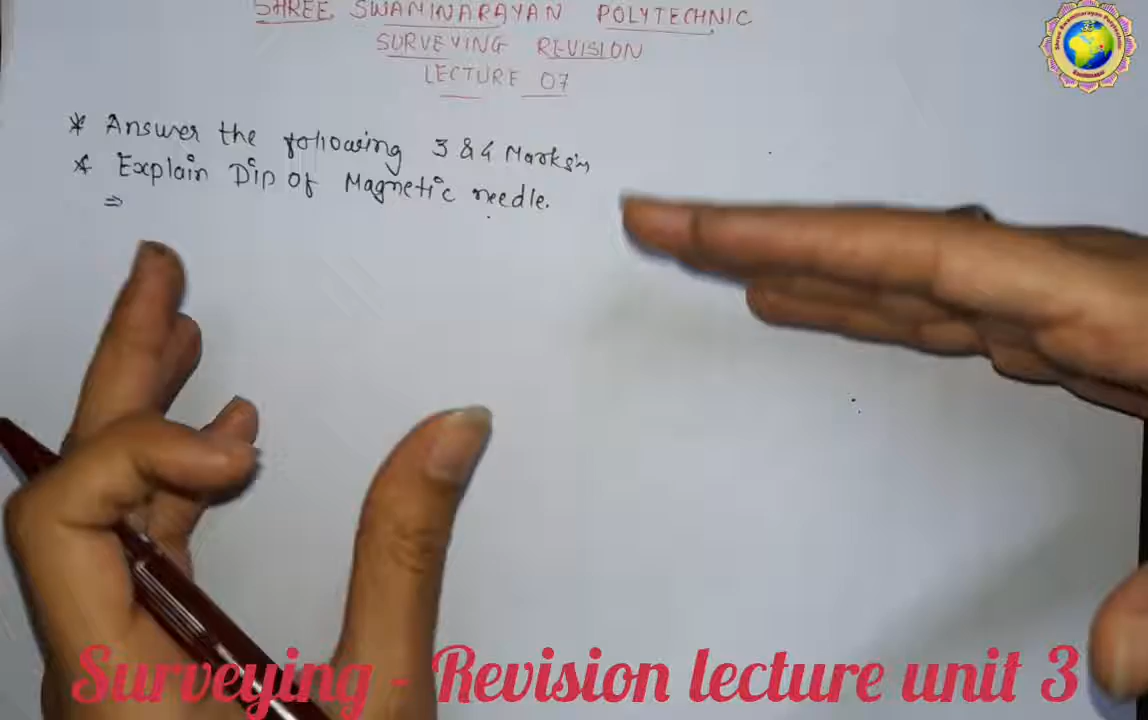 SHREE SWAMINARAYAN POLYTECHNIC
SURVEYING REVISION
LECTURE 07
* Answer the following 3 & 4 Marks
* Explain Dip Of Magnetic needle.
⇒
Surveying - Revision lecture unit 3